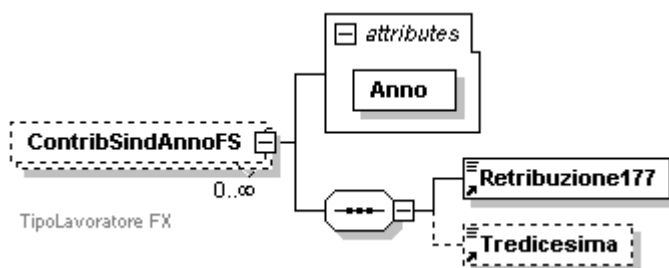 attributes
Anno
ContribSindAnnoFS
0..∞
TipoLavoratore FX
Retribuzione177
Tredicesima